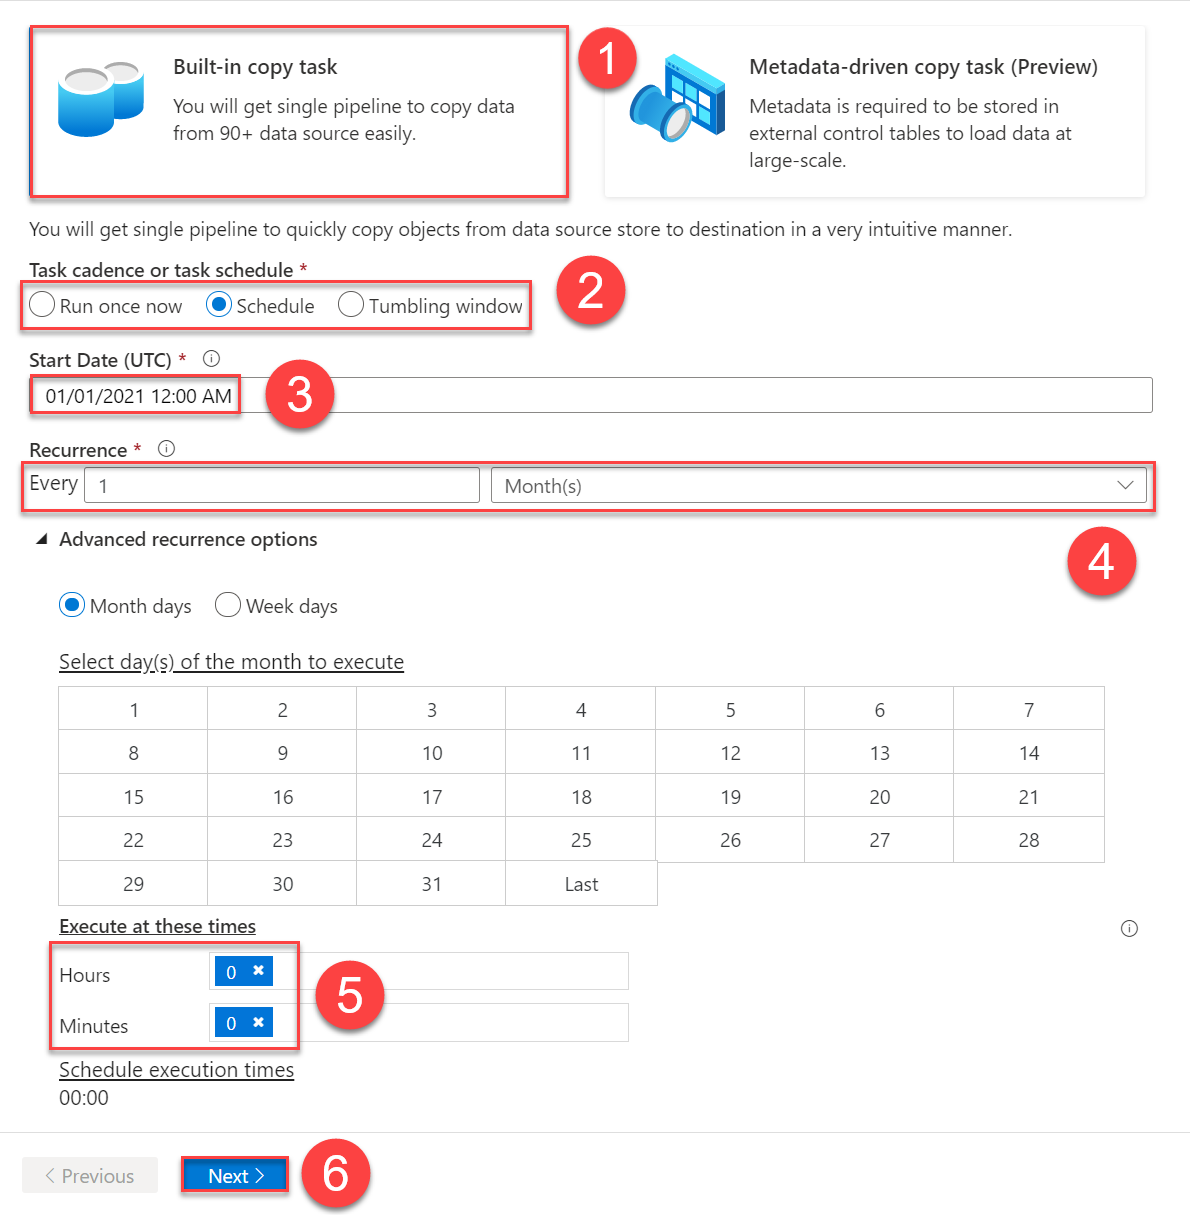 Built-in copy task
You will get single pipeline to copy data
from 90+ data source easily.
1
Metadata-driven copy task (Preview)
Metadata is required to be stored in
external control tables to load data at
large-scale.
You will get single pipeline to quickly copy objects from data source store to destination in a very intuitive manner.
Task cadence or task schedule *
Run once now Schedule Tumbling window
2
Start Date (UTC) *
01/01/2021 12:00 AM
3
Recurrence *
Every 1 Month(s)
4
Advanced recurrence options
Month days Week days
Select day(s) of the month to execute
1 2 3 4 5 6 7
8 9 10 11 12 13 14
15 16 17 18 19 20 21
22 23 24 25 26 27 28
29 30 31 Last
Execute at these times
Hours 0
5
Minutes 0
Schedule execution times
00:00
Previous Next
6